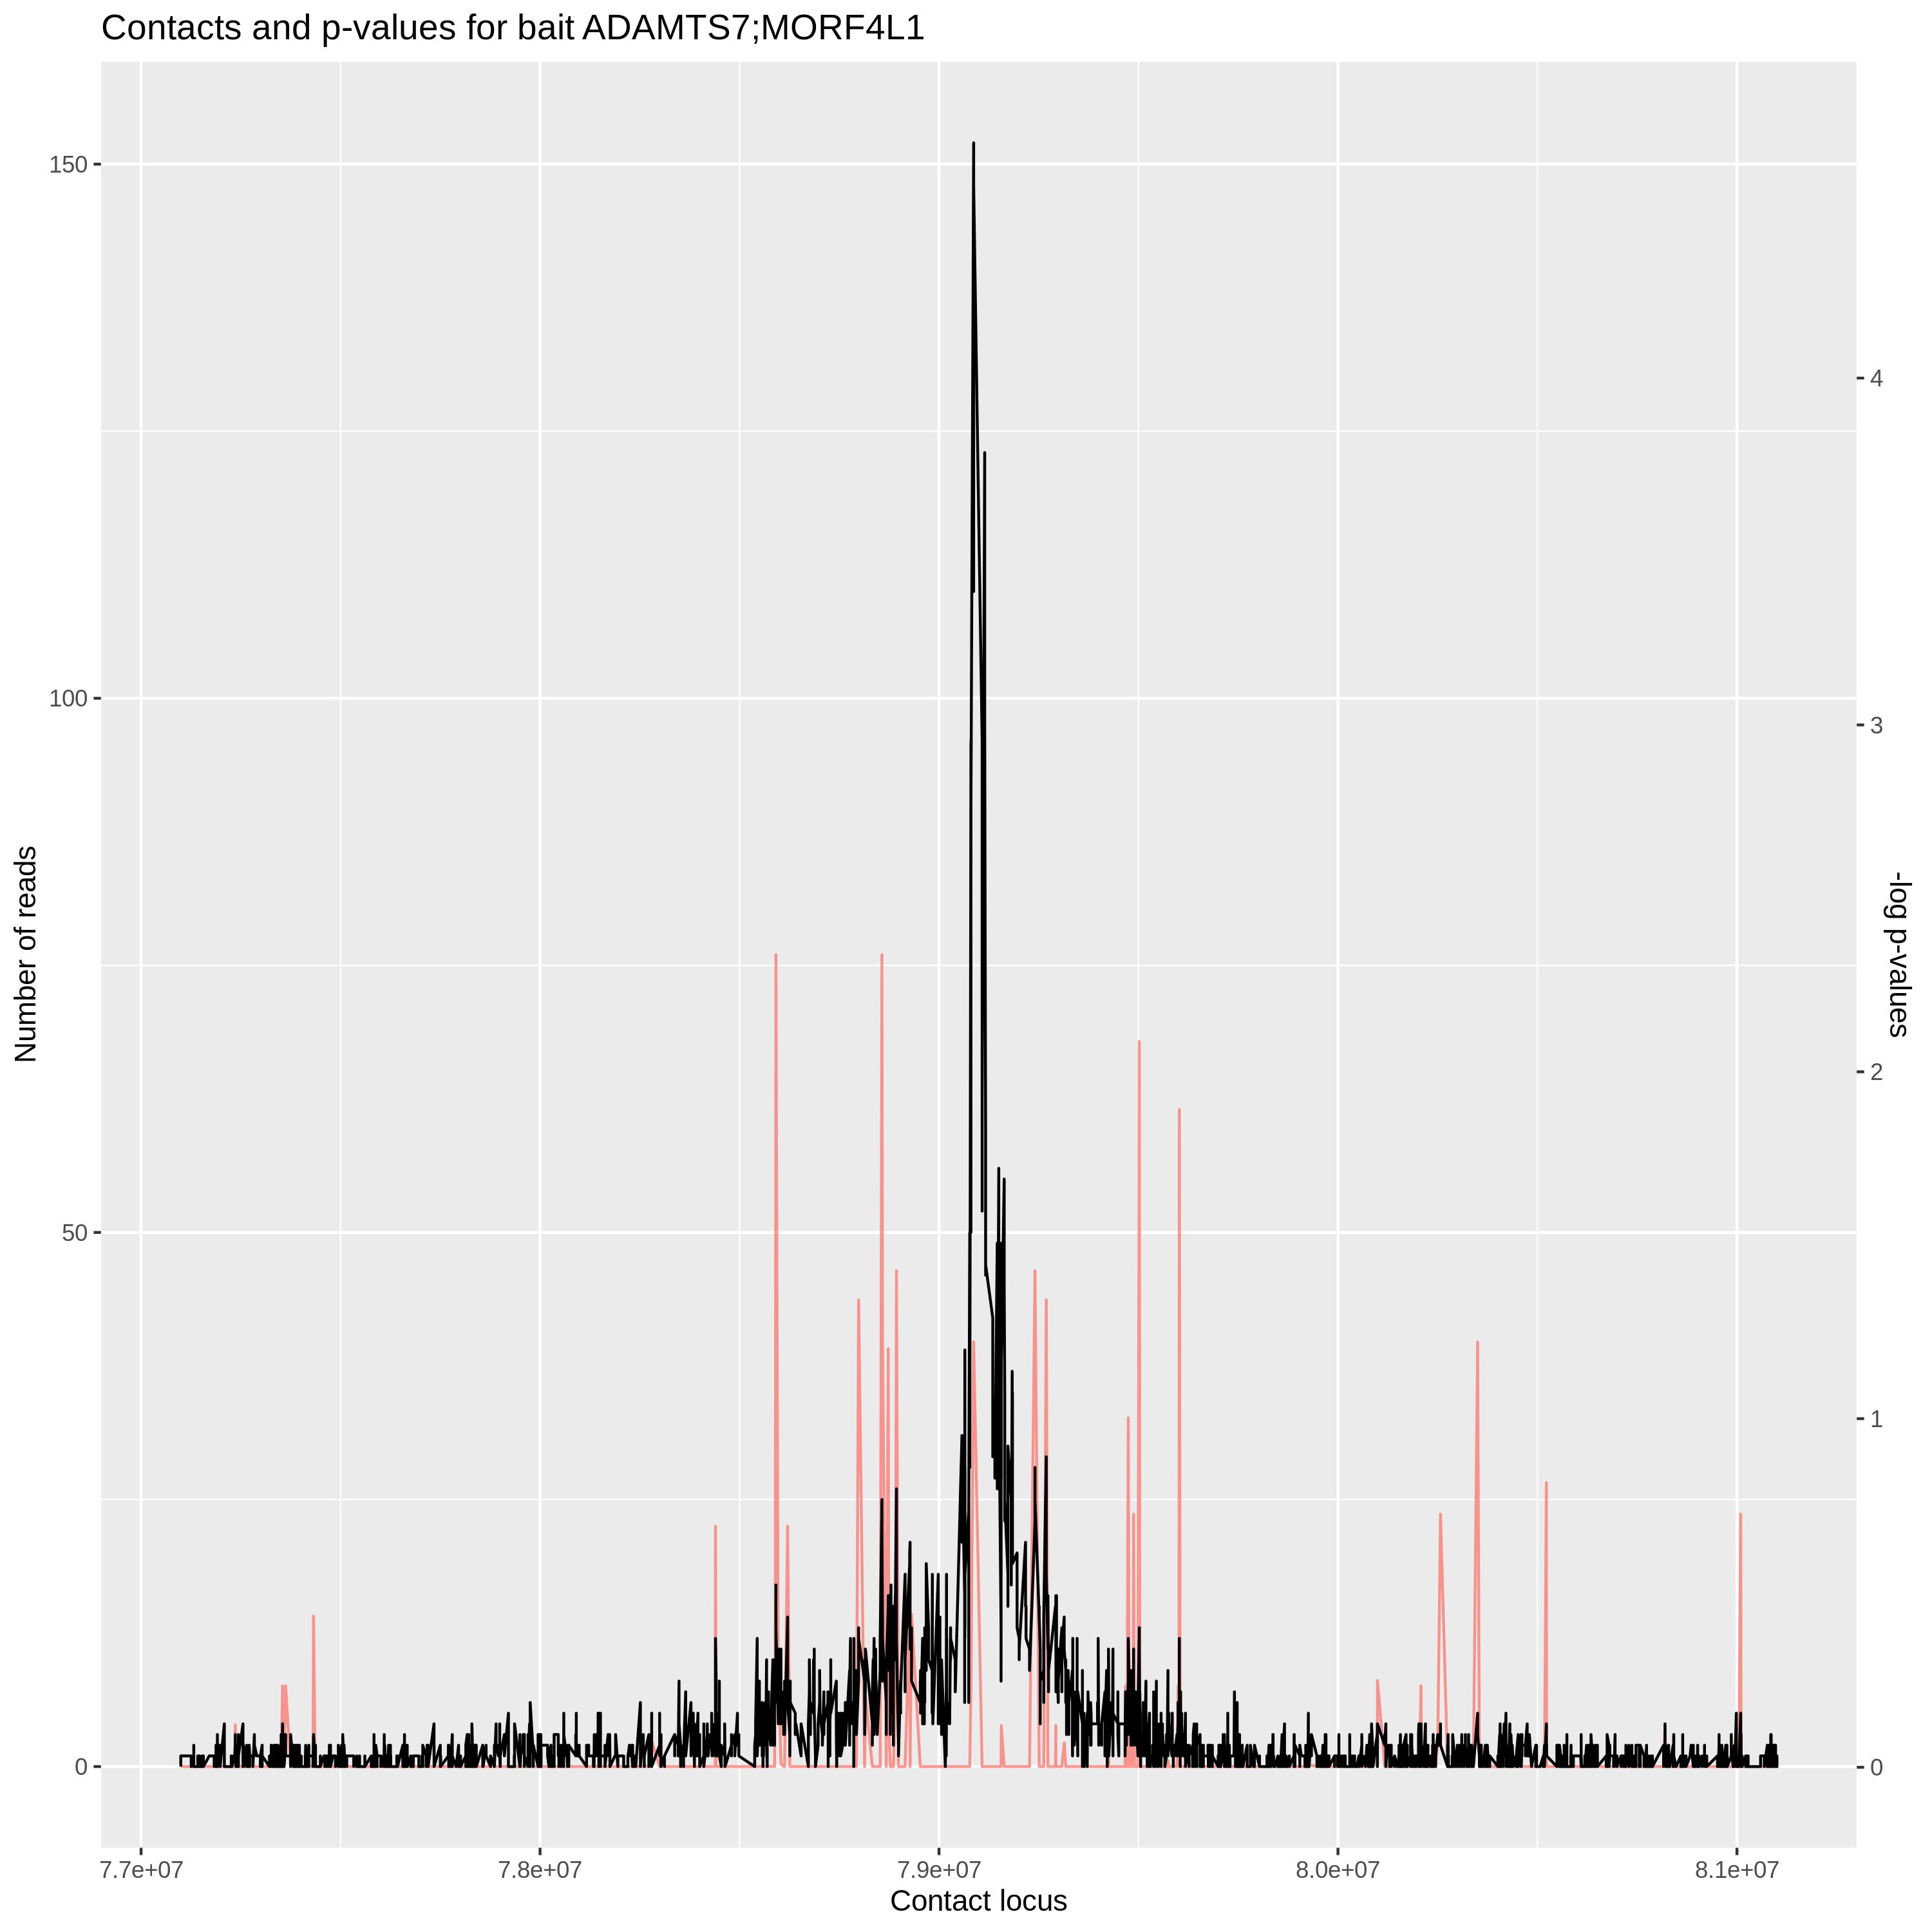 Contacts and p-values for bait ADAMTS7;MORF4L1
150
100
50
0
Number of reads
4
3
2
1
0
-log p-values
7.7e+07 7.8e+07 7.9e+07 8.0e+07 8.1e+07
Contact locus